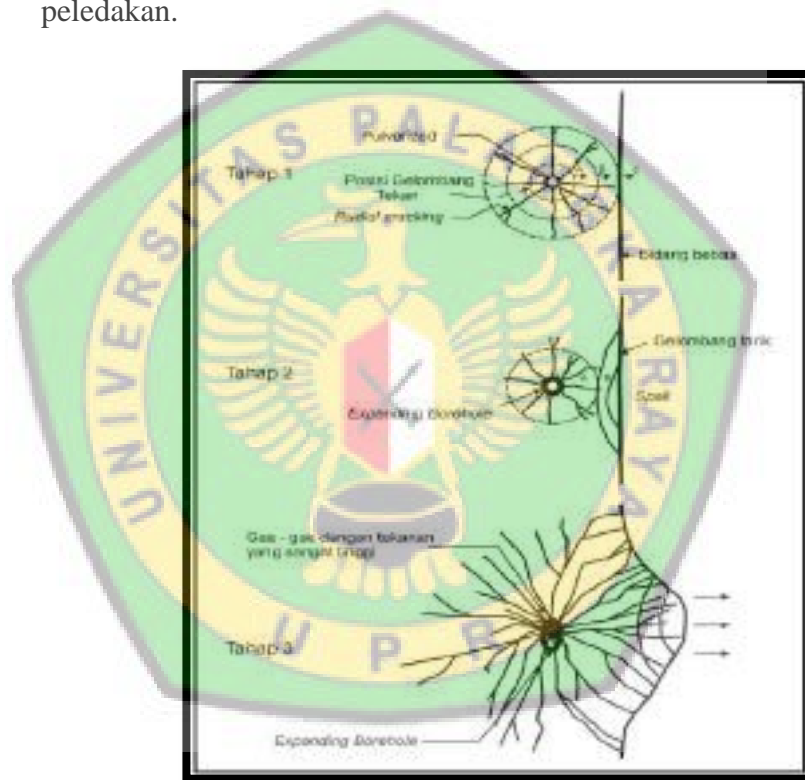 peledakan.
Pulverized
Tahap 1
Posisi Gelombang
Tekan
Radial cracking
bidang bebas
Gelombang tarik
Tahap 2
Spall
Expanding Borehole
Gas - gas dengan tekanan
yang sangat tinggi
Tahap 3
Expanding Borehole
UNIVERSITAS PALANGKA RAYA
UPR